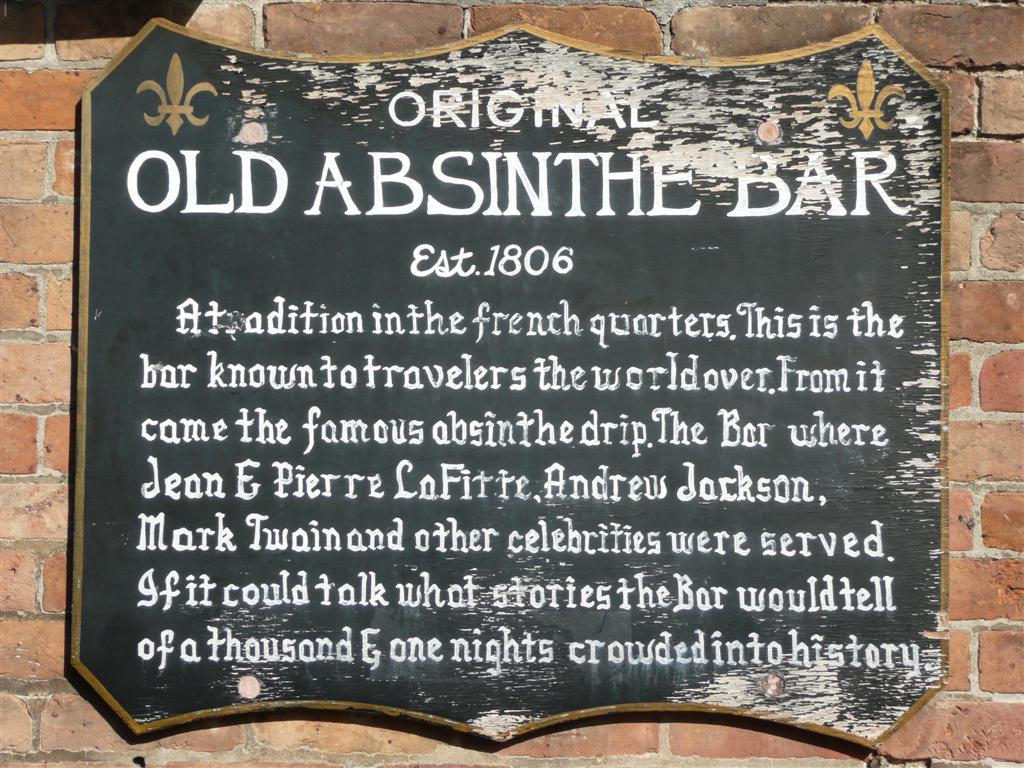 ORIGINAL
OLD ABSINTHE BAR
Est. 1806
A tradition in the french quarters. This is the
bar known to travelers the world over. From it
came the famous absinthe drip. The Bar where
Jean & Pierre LaFitte, Andrew Jackson,
Mark Twain and other celebrities were served.
If it could talk what stories the Bar would tell
of a thousand & one nights crowded into history.